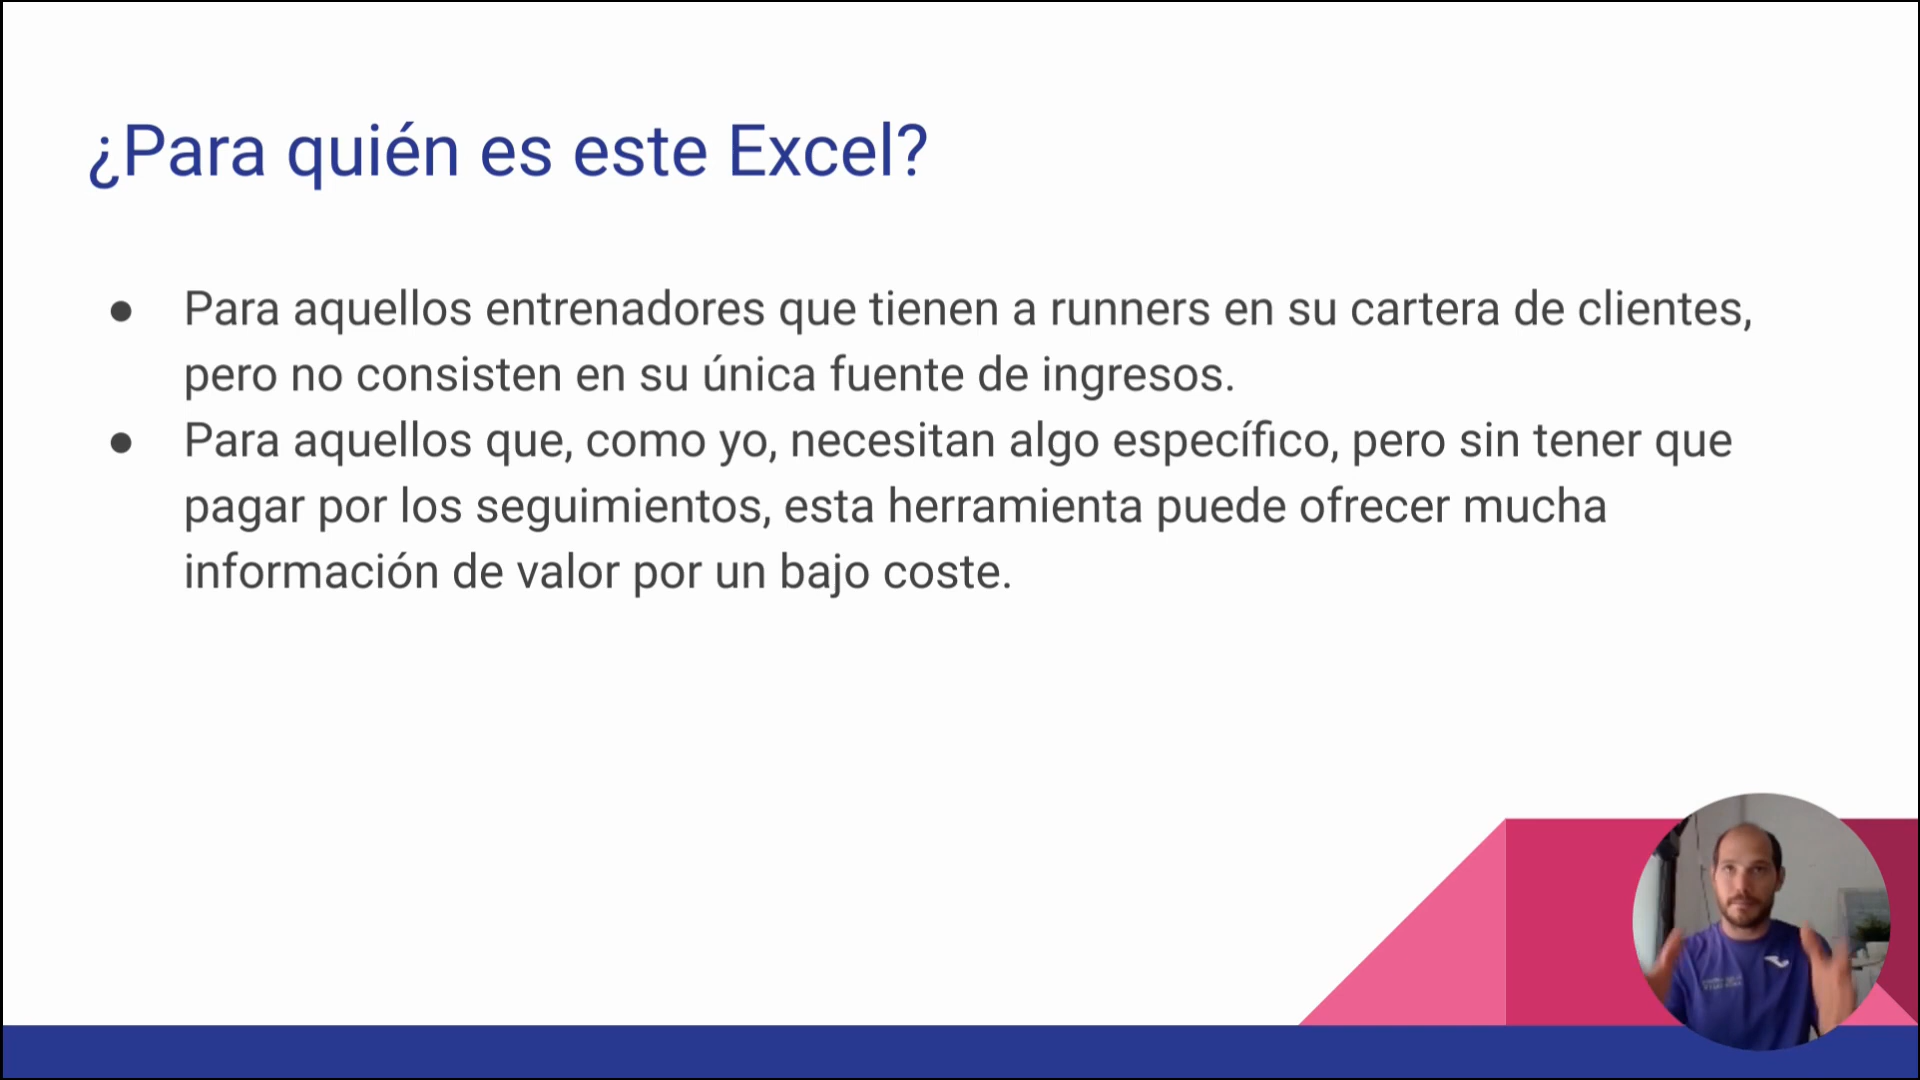 ¿Para quién es este Excel?
● Para aquellos entrenadores que tienen a runners en su cartera de clientes,
pero no consisten en su única fuente de ingresos.
● Para aquellos que, como yo, necesitan algo específico, pero sin tener que
pagar por los seguimientos, esta herramienta puede ofrecer mucha
información de valor por un bajo coste.